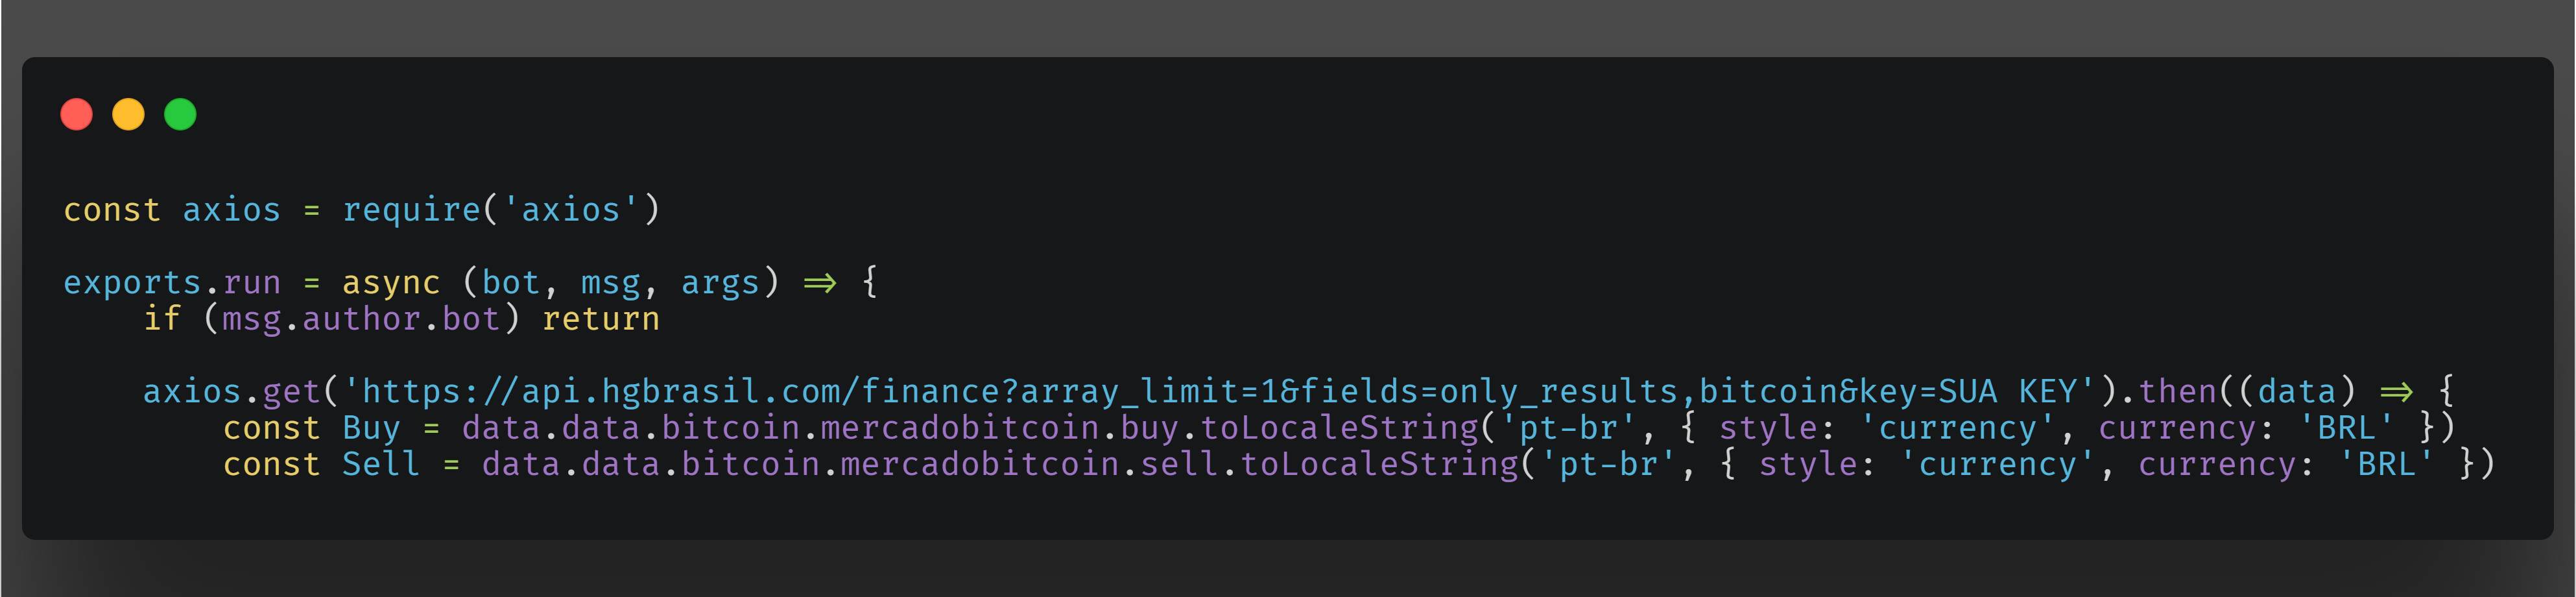 const axios = require('axios')
exports.run = async (bot, msg, args) => {
if (msg.author.bot) return
axios.get('https://api.hgbrasil.com/finance?array_limit=1&fields=only_results,bitcoin&key=SUA KEY').then((data) => {
const Buy = data.data.bitcoin.mercadobitcoin.buy.toLocaleString('pt-br', { style: 'currency', currency: 'BRL' })
const Sell = data.data.bitcoin.mercadobitcoin.sell.toLocaleString('pt-br', { style: 'currency', currency: 'BRL' })